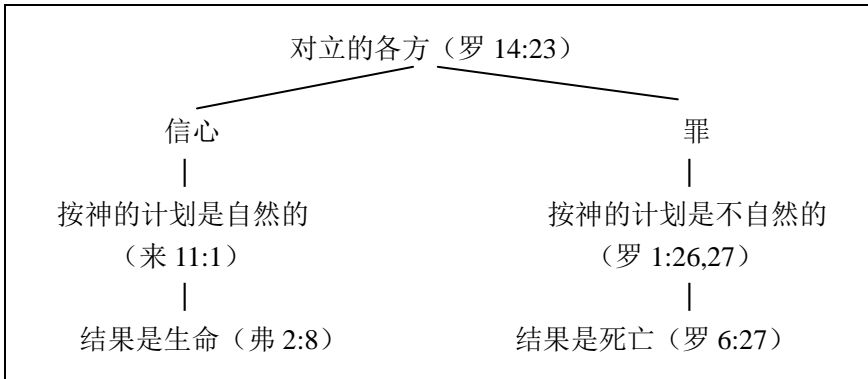 对立的各方（罗 14:23）
信心 罪
按神的计划是自然的 按神的计划是不自然的
（来 11:1） （罗 1:26,27）
结果是生命（弗 2:8） 结果是死亡（罗 6:27）